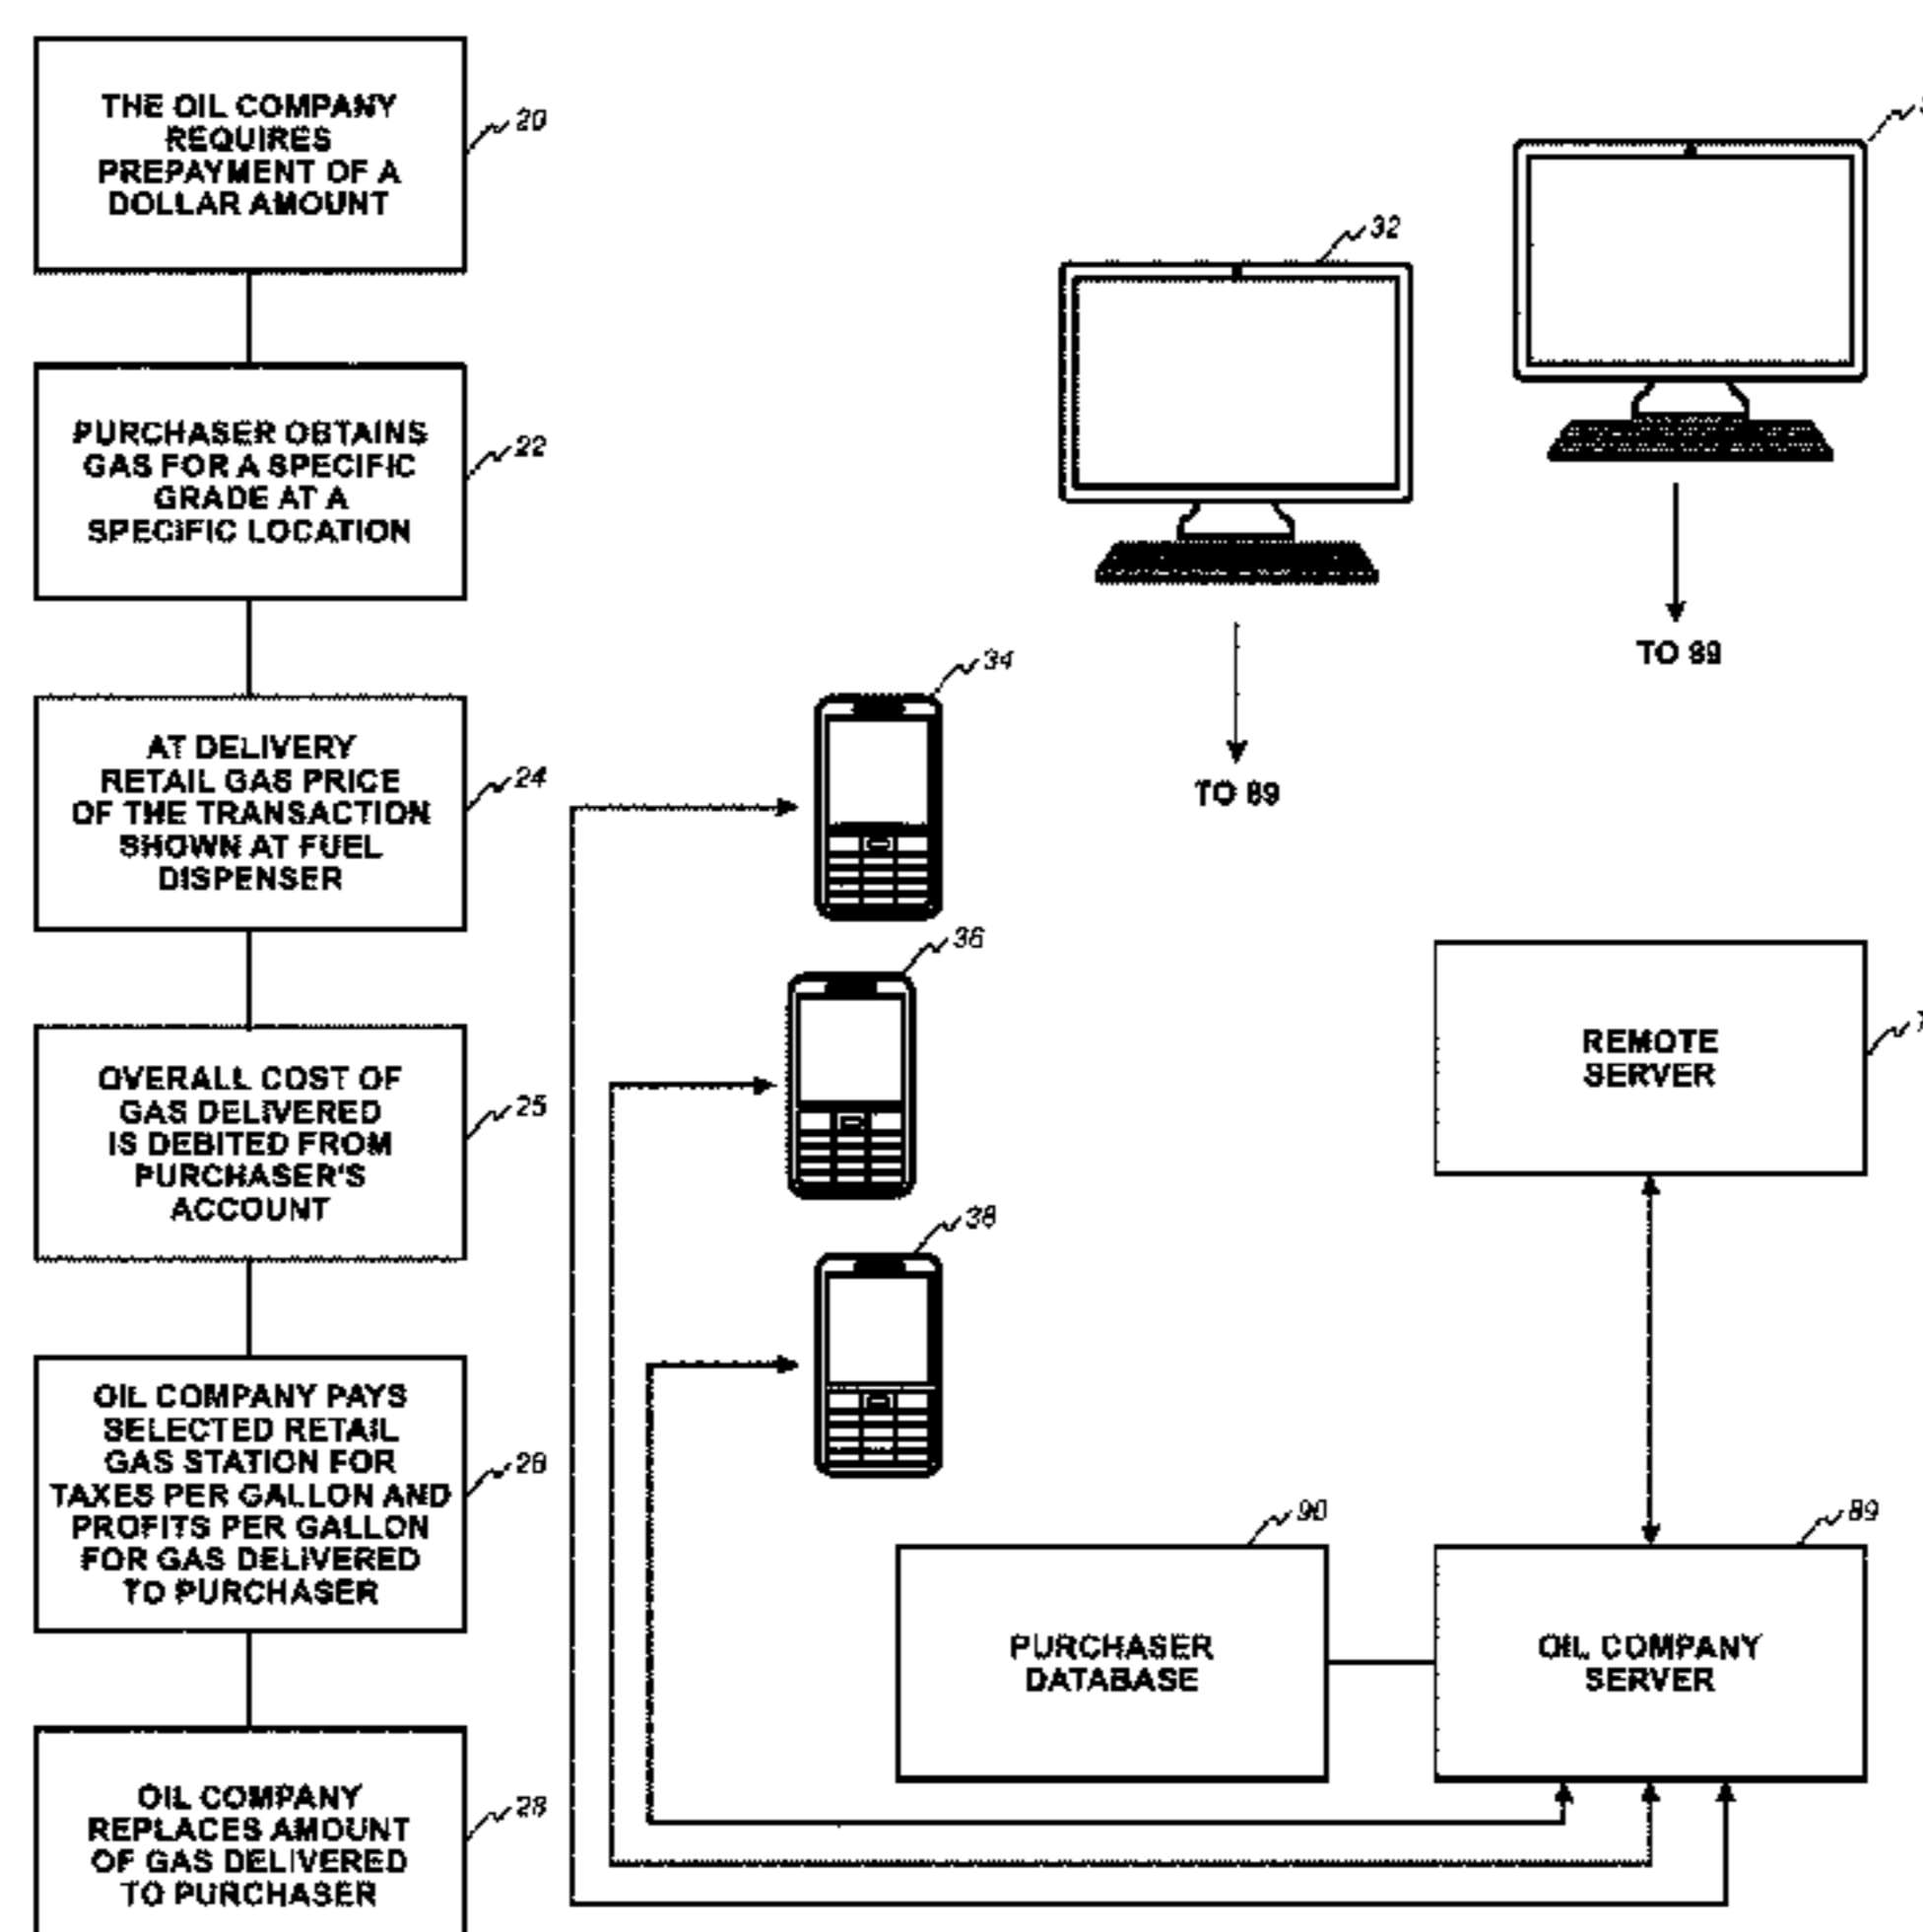 THE OIL COMPANY
REQUIRES
PREPAYMENT OF A
DOLLAR AMOUNT
20
PURCHASER OBTAINS
GAS FOR A SPECIFIC
GRADE AT A
SPECIFIC LOCATION
22
AT DELIVERY
RETAIL GAS PRICE
OF THE TRANSACTION
SHOWN AT FUEL
DISPENSER
24
OVERALL COST OF
GAS DELIVERED
IS DEBITED FROM
PURCHASER'S
ACCOUNT
25
OIL COMPANY PAYS
SELECTED RETAIL
GAS STATION FOR
TAXES PER GALLON AND
PROFITS PER GALLON
FOR GAS DELIVERED
TO PURCHASER
26
OIL COMPANY
REPLACES AMOUNT
OF GAS DELIVERED
TO PURCHASER
28
32
TO 89
TO 89
34
36
38
REMOTE
SERVER
PURCHASER
DATABASE
90
OIL COMPANY
SERVER
89